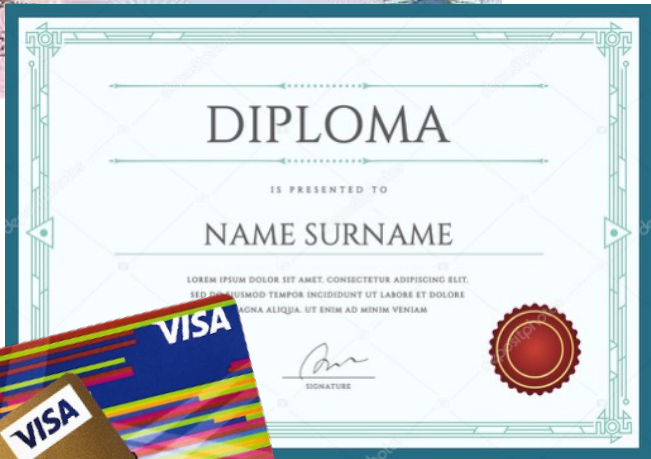 DIPLOMA
IS PRESENTED TO
NAME SURNAME
LOREM IPSUM DOLOR SIT AMET, CONSECTETUR ADIPISCING ELIT.
SED DO EIUSMOD TEMPOR INCIDIDUNT UT LABORE ET DOLORE
ALIQUA. UT ENIM AD MINIM VENIAM
SIGNATURE
VISA
VISA
depositphotos